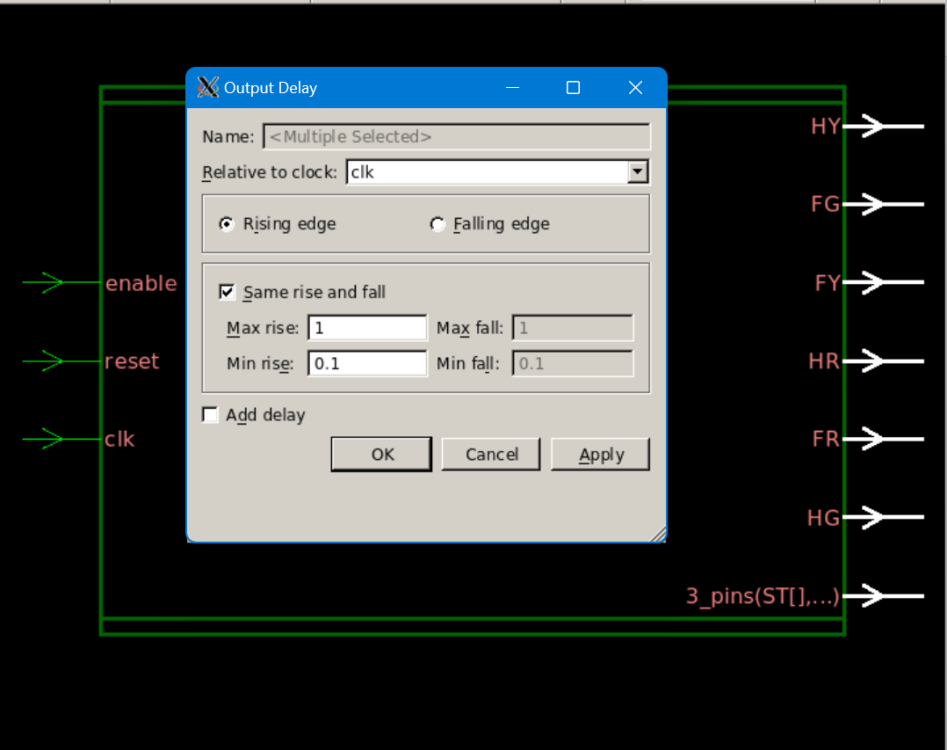 Output Delay
Name: <Multiple Selected>
Relative to clock: clk
Rising edge Falling edge
Same rise and fall
Max rise: 1 Max fall: 1
Min rise: 0.1 Min fall: 0.1
Add delay
OK Cancel Apply
enable
reset
clk
HY
FG
FY
HR
FR
HG
3_pins(ST[],...)